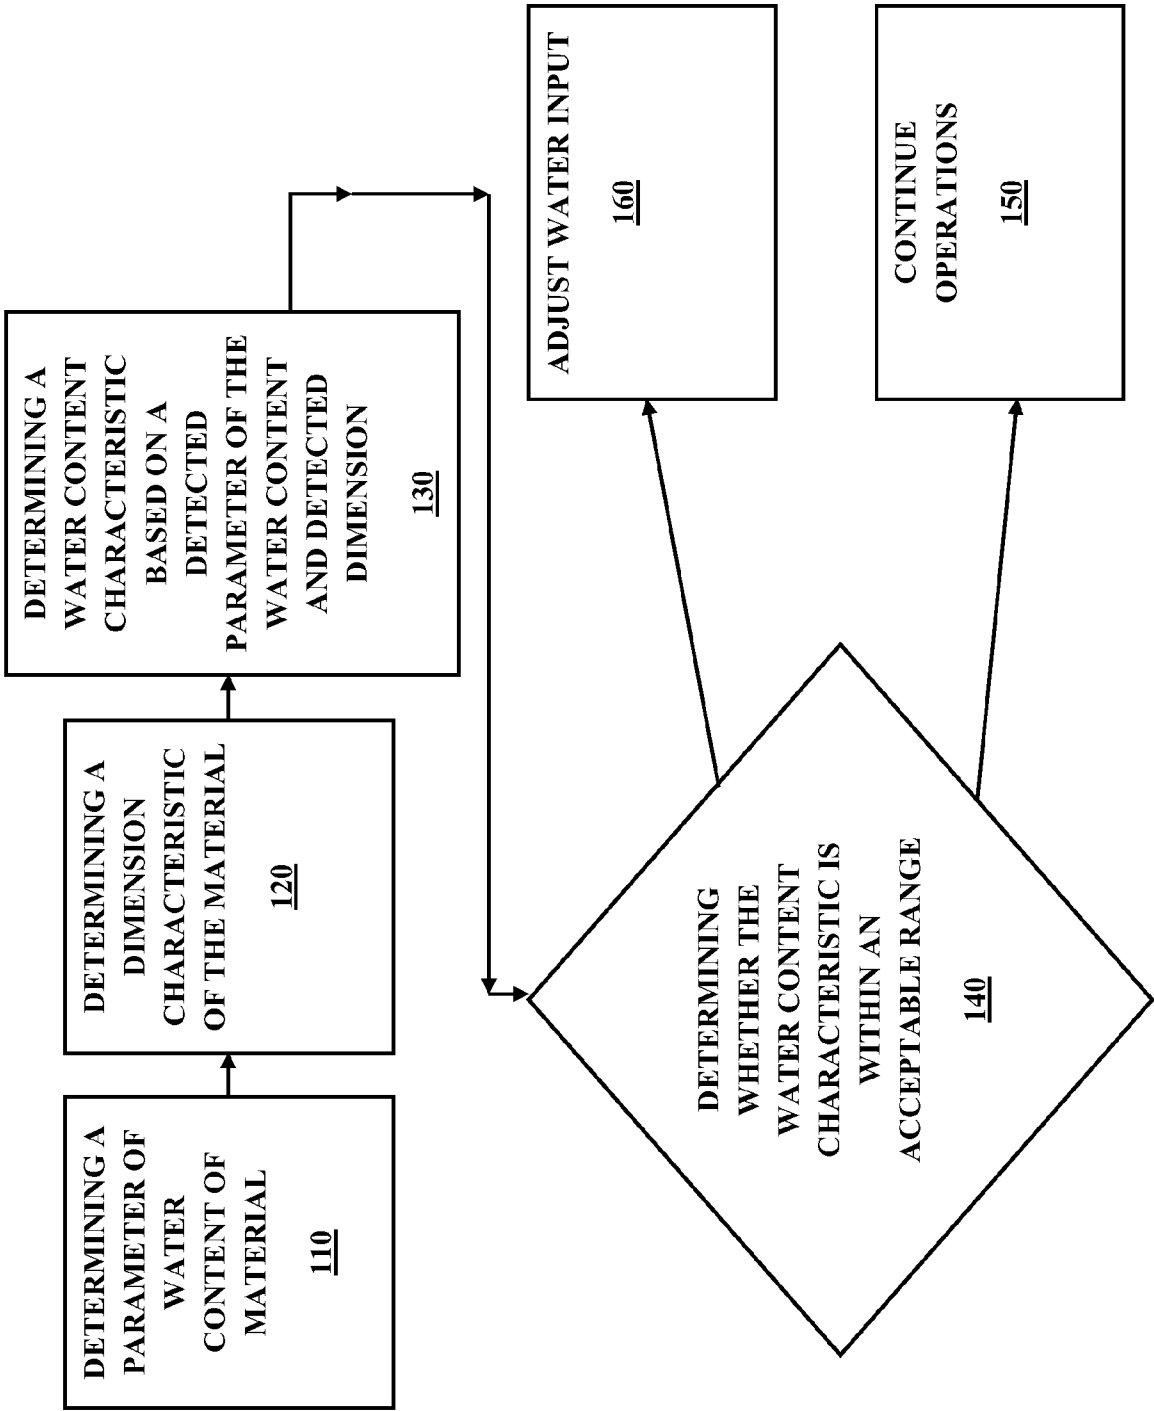 DETERMINING A
PARAMETER OF
WATER
CONTENT OF
MATERIAL
110
DETERMINING A
DIMENSION
CHARACTERISTIC
OF THE MATERIAL
120
DETERMINING A
WATER CONTENT
CHARACTERISTIC
BASED ON A
DETECTED
PARAMETER OF THE
WATER CONTENT
AND DETECTED
DIMENSION
130
DETERMINING
WHETHER THE
WATER CONTENT
CHARACTERISTIC IS
WITHIN AN
ACCEPTABLE RANGE
140
ADJUST WATER INPUT
160
CONTINUE
OPERATIONS
150